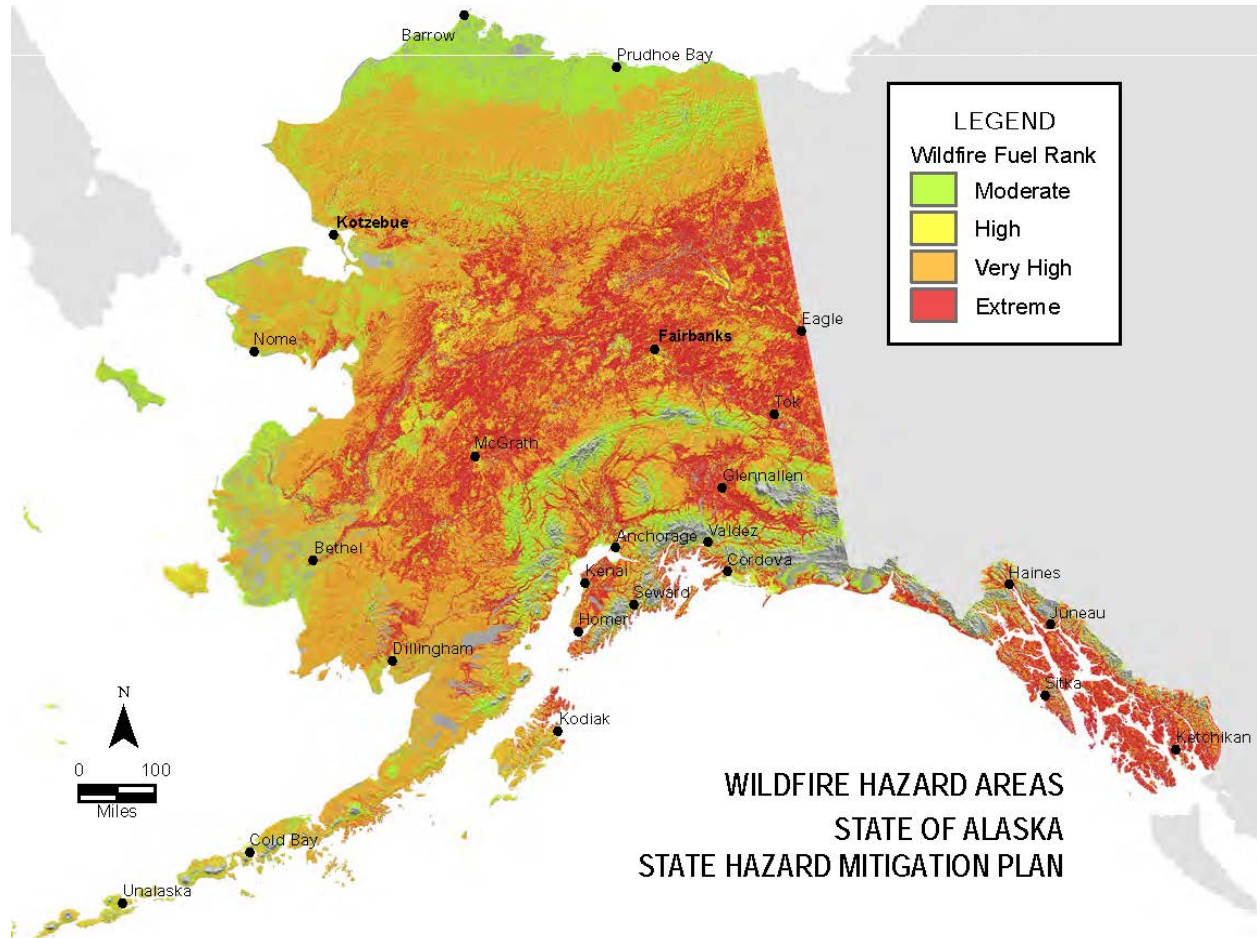 Barrow
Prudhoe Bay
LEGEND
Wildfire Fuel Rank
Moderate
High
Very High
Extreme
Kotzebue
Eagle
Nome
Fairbanks
Tok
McGrath
Glennallen
Anchorage
Valdez
Bethel
Cordova
Kenai
Haines
Seward
Juneau
Homer
Dillingham
Sitka
N
Kodiak
Ketchikan
0 100
Miles
WILDFIRE HAZARD AREAS
STATE OF ALASKA
STATE HAZARD MITIGATION PLAN
Cold Bay
Unalaska